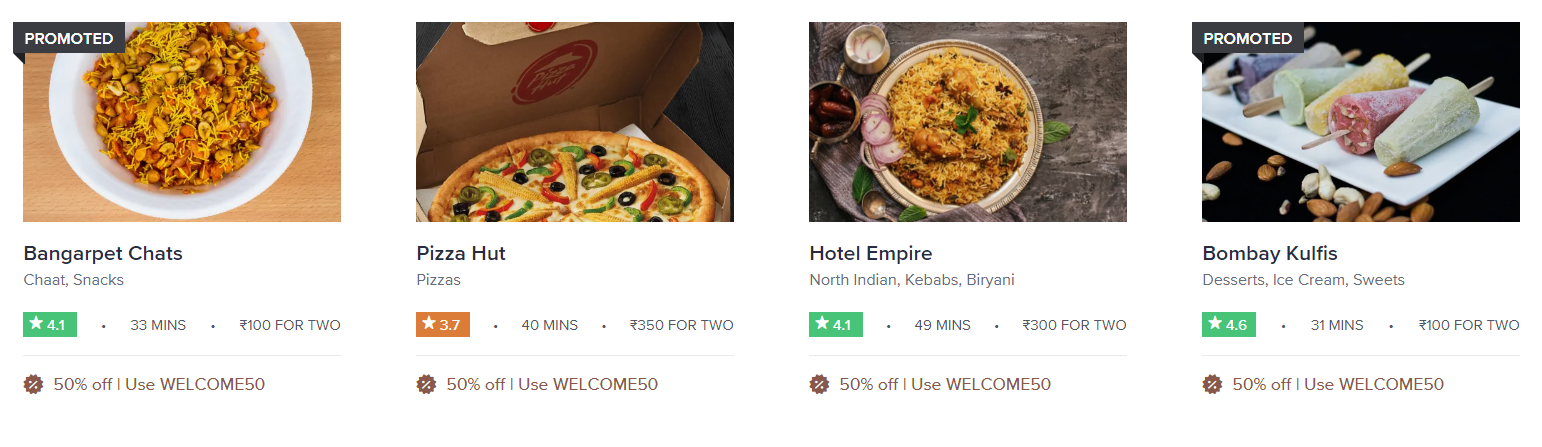 PROMOTED
Bangarpet Chats
Chaat, Snacks
★ 4.1 • 33 MINS • ₹100 FOR TWO
50% off | Use WELCOME50
Pizza Hut
Pizza Hut
Pizzas
★ 3.7 • 40 MINS • ₹350 FOR TWO
50% off | Use WELCOME50
Hotel Empire
North Indian, Kebabs, Biryani
★ 4.1 • 49 MINS • ₹300 FOR TWO
50% off | Use WELCOME50
PROMOTED
Bombay Kulfis
Desserts, Ice Cream, Sweets
★ 4.6 • 31 MINS • ₹100 FOR TWO
50% off | Use WELCOME50